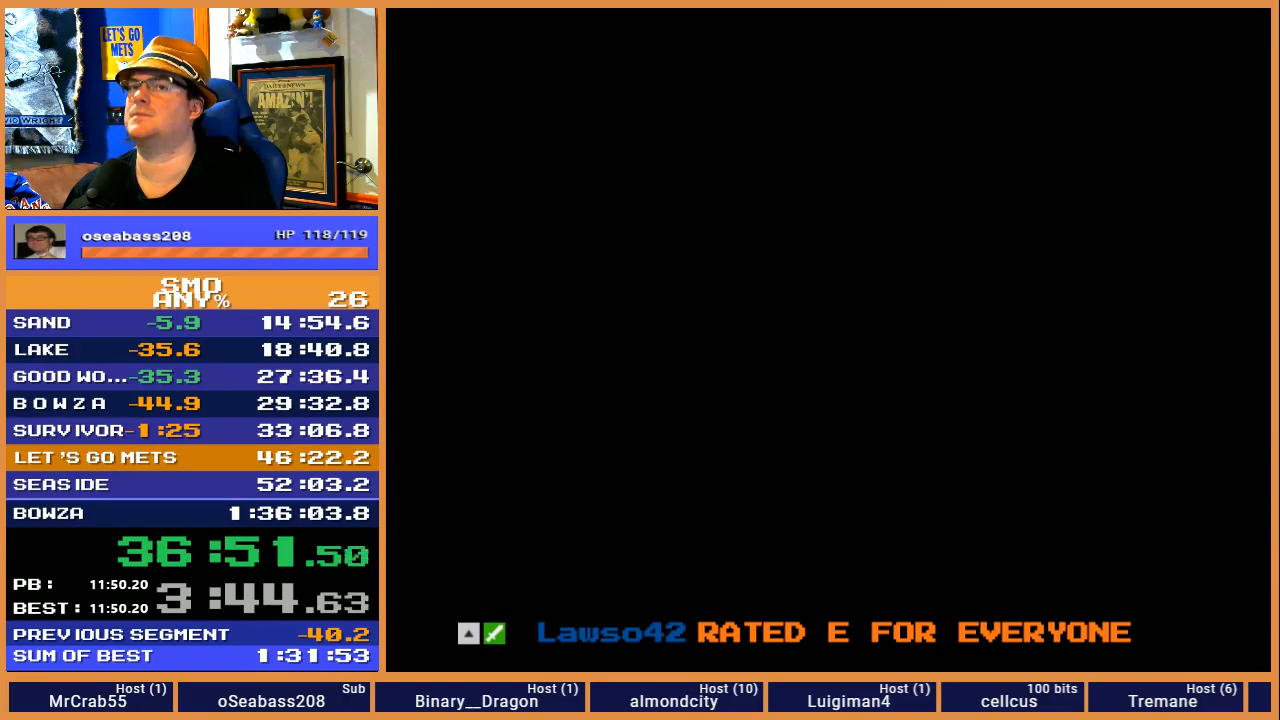 LET'S GO
METS
DAILY NEWS
AMAZIN'!
VID WRIGHT
oseabass208 HP 118/119
SMO
ANY% 26
SAND -5.9 14:54.6
LAKE -35.6 18:40.8
GOOD WO...-35.3 27:36.4
BOWZA -44.9 29:32.8
SURVIVOR-1:25 33:06.8
LET'S GO METS 46:22.2
SEASIDE 52:03.2
BOWZA 1:36:03.8
36:51.50
PB: 11:50.20
BEST: 11:50.20
3:44.63
PREVIOUS SEGMENT -40.2
SUM OF BEST 1:31:53
Lawso42 RATED E FOR EVERYONE
Host (1)
MrCrab55
Sub
oSeabass208
Host (1)
Binary__Dragon
Host (10)
almondcity
Host (1)
Luigiman4
100 bits
cellcus
Host (6)
Tremane